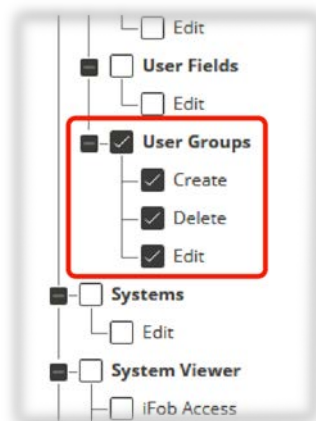 Edit
User Fields
Edit
User Groups
Create
Delete
Edit
Systems
Edit
System Viewer
iFob Access